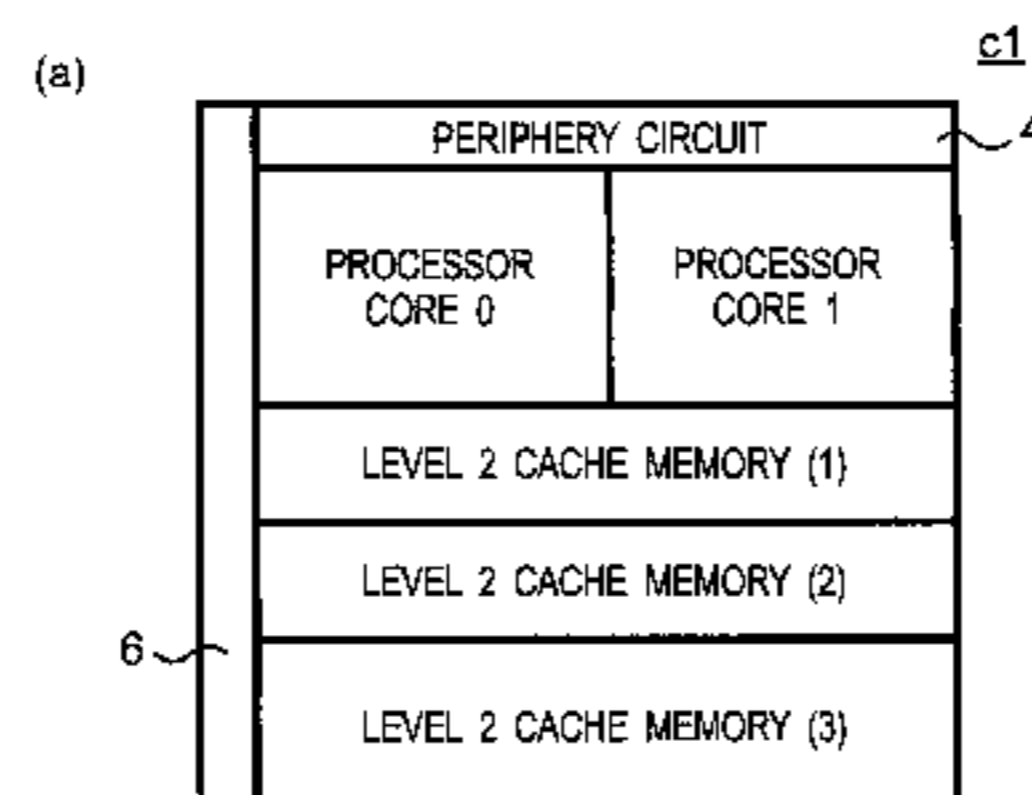 (a)
c1
PERIPHERY CIRCUIT
4
PROCESSOR
CORE 0
PROCESSOR
CORE 1
LEVEL 2 CACHE MEMORY (1)
LEVEL 2 CACHE MEMORY (2)
6
LEVEL 2 CACHE MEMORY (3)